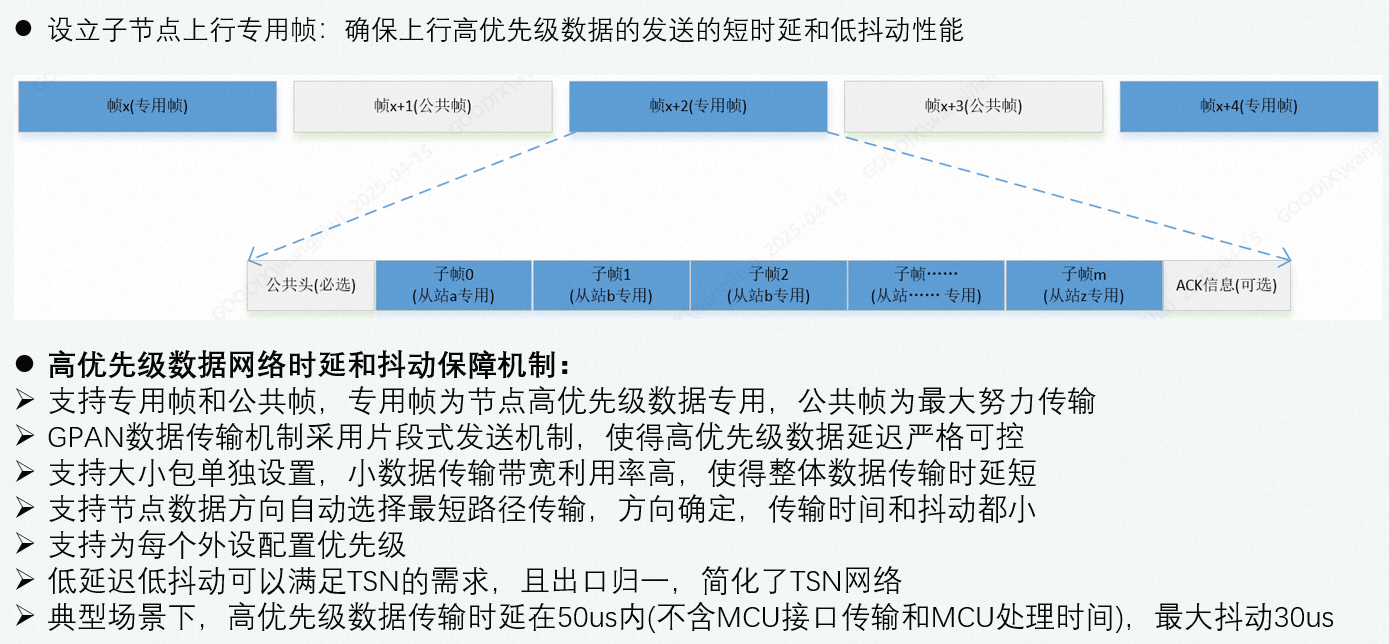 ● 设立子节点上行专用帧：确保上行高优先级数据的发送的短时延和低抖动性能
帧x(专用帧) 帧x+1(公共帧) 帧x+2(专用帧) 帧x+3(公共帧) 帧x+4(专用帧)
公共头(必选) 子帧0 子帧1 子帧2 子帧…… 子帧m ACK信息(可选)
(从站a专用) (从站b专用) (从站b专用) (从站…… 专用) (从站z专用)
● 高优先级数据网络时延和抖动保障机制：
➢ 支持专用帧和公共帧，专用帧为节点高优先级数据专用，公共帧为最大努力传输
➢ GPAN数据传输机制采用片段式发送机制，使得高优先级数据延迟严格可控
➢ 支持大小包单独设置，小数据传输带宽利用率高，使得整体数据传输时延短
➢ 支持节点数据方向自动选择最短路径传输，方向确定，传输时间和抖动都小
➢ 支持为每个外设配置优先级
➢ 低延迟低抖动可以满足TSN的需求，且出口归一，简化了TSN网络
➢ 典型场景下，高优先级数据传输时延在50us内(不含MCU接口传输和MCU处理时间)，最大抖动30us